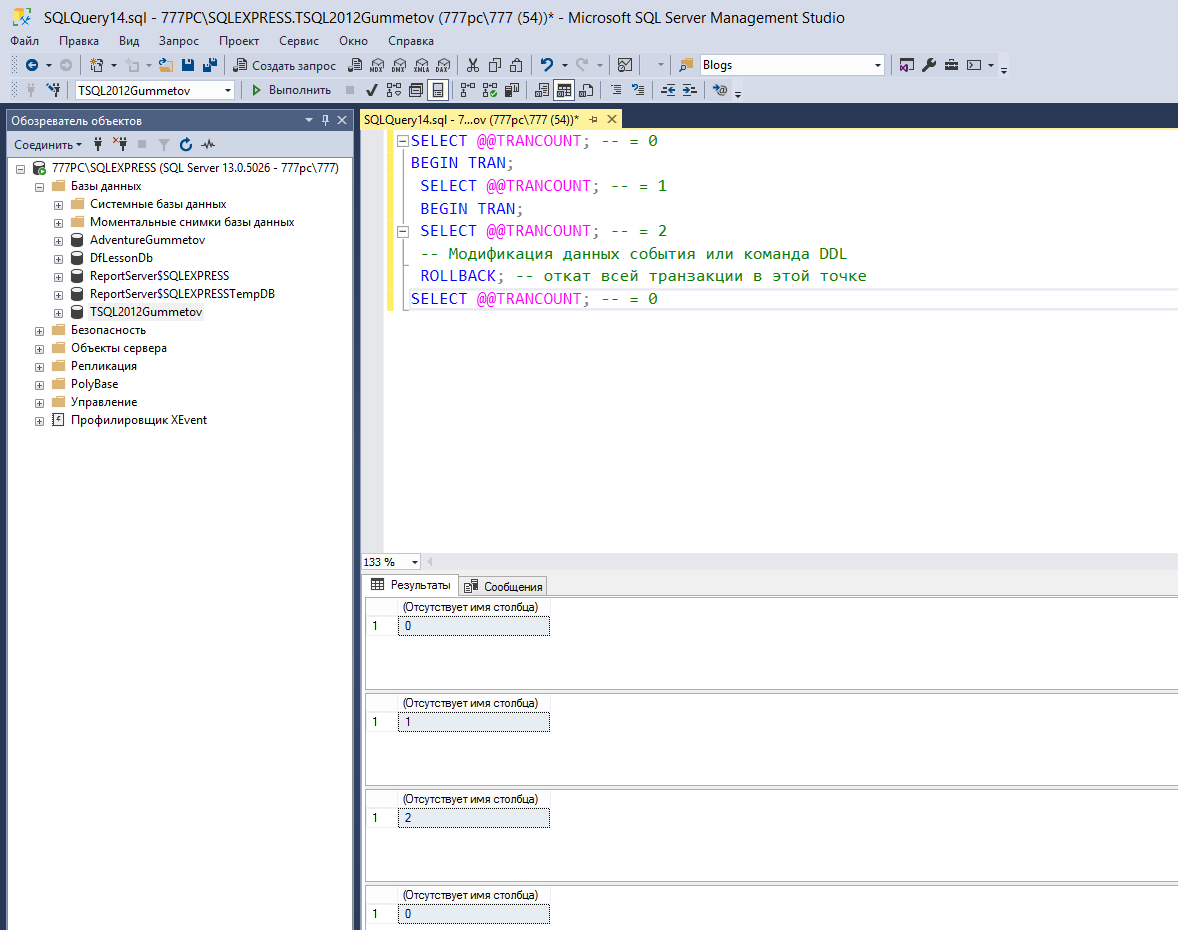 SQLQuery14.sql - 777PC\SQLEXPRESS.TSQL2012Gummetov (777pc\777 (54))* - Microsoft SQL Server Management Studio
Файл Правка Вид Запрос Проект Сервис Окно Справка
Создать запрос MDX DMX XMLA DAX Blogs
TSQL2012Gummetov Выполнить
Обозреватель объектов
Соединить
777PC\SQLEXPRESS (SQL Server 13.0.5026 - 777pc\777)
Базы данных
Системные базы данных
Моментальные снимки базы данных
AdventureGummetov
DfLessonDb
ReportServer$SQLEXPRESS
ReportServer$SQLEXPRESSTempDB
TSQL2012Gummetov
Безопасность
Объекты сервера
Репликация
PolyBase
Управление
Профилировщик XEvent
SQLQuery14.sql - 7...ov (777pc\777 (54))*
SELECT @@TRANCOUNT; -- = 0
BEGIN TRAN;
SELECT @@TRANCOUNT; -- = 1
BEGIN TRAN;
SELECT @@TRANCOUNT; -- = 2
-- Модификация данных события или команда DDL
ROLLBACK; -- откат всей транзакции в этой точке
SELECT @@TRANCOUNT; -- = 0
133 %
Результаты Сообщения
(Отсутствует имя столбца)
1 0
(Отсутствует имя столбца)
1 1
(Отсутствует имя столбца)
1 2
(Отсутствует имя столбца)
1 0